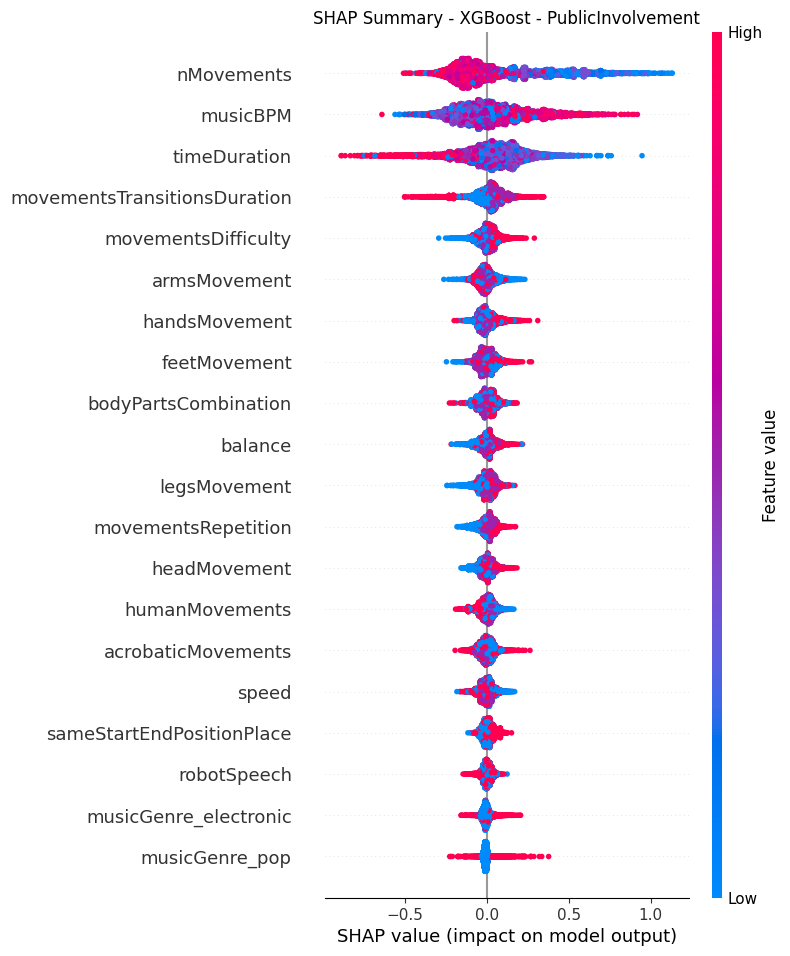 SHAP Summary - XGBoost - PublicInvolvement
High
nMovements
musicBPM
timeDuration
movementsTransitionsDuration
movementsDifficulty
armsMovement
handsMovement
feetMovement
bodyPartsCombination
balance
legsMovement
movementsRepetition
headMovement
humanMovements
acrobaticMovements
speed
sameStartEndPositionPlace
robotSpeech
musicGenre_electronic
musicGenre_pop
Feature value
Low
−0.5 0.0 0.5 1.0
SHAP value (impact on model output)